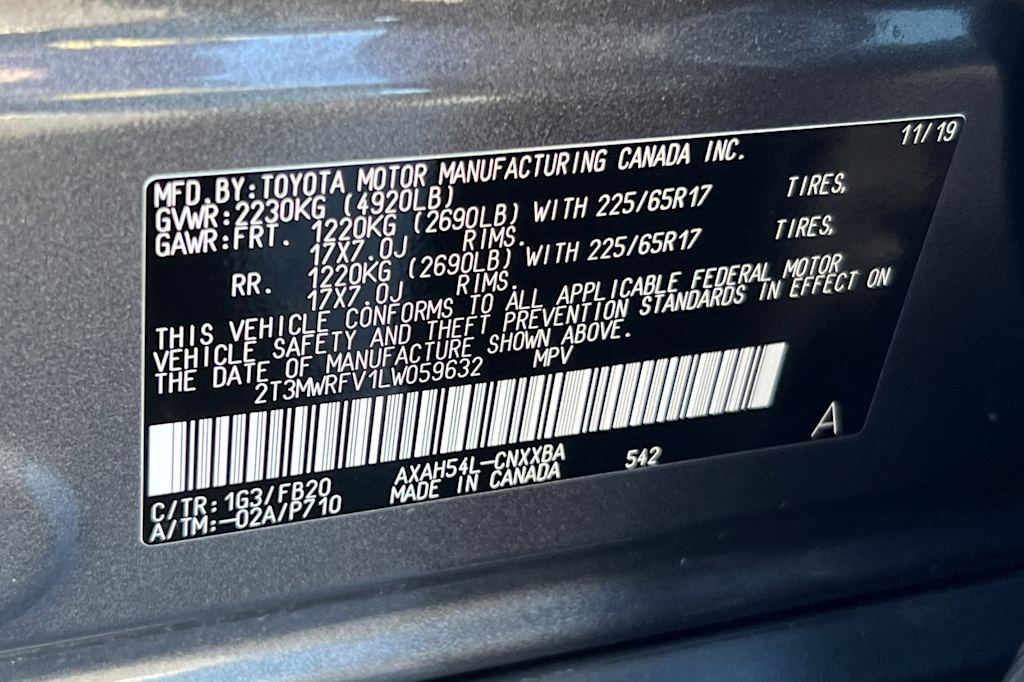 11/19
MFD.BY:TOYOTA MOTOR MANUFACTURING CANADA INC.
GVWR:2230KG (4920LB)
GAWR:FRT. 1220KG (2690LB) WITH 225/65R17 TIRES,
17X7.0J RIMS.
RR. 1220KG (2690LB) WITH 225/65R17 TIRES,
17X7.0J RIMS.
THIS VEHICLE CONFORMS TO ALL APPLICABLE FEDERAL MOTOR
VEHICLE SAFETY AND THEFT PREVENTION STANDARDS IN EFFECT ON
THE DATE OF MANUFACTURE SHOWN ABOVE.
2T3MWRFV1LW059632 MPV
A
C/TR:1G3/FB20 AXAH54L-CNXXBA 542
A/TM:-02A/P710 MADE IN CANADA